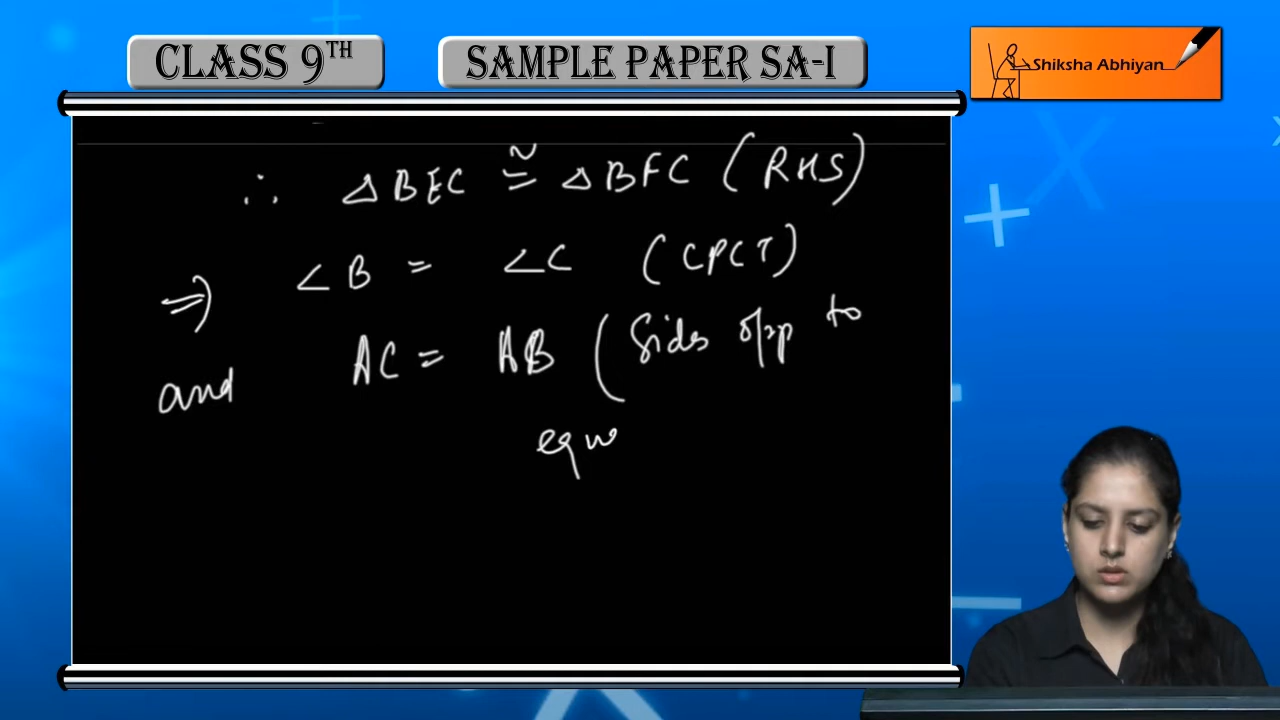 CLASS 9TH
SAMPLE PAPER SA-I
Shiksha Abhiyan
∴ △BEC ≅ △BFC (RHS)
⇒ ∠B = ∠C (CPCT)
and AC = AB (Sides opp to
equ